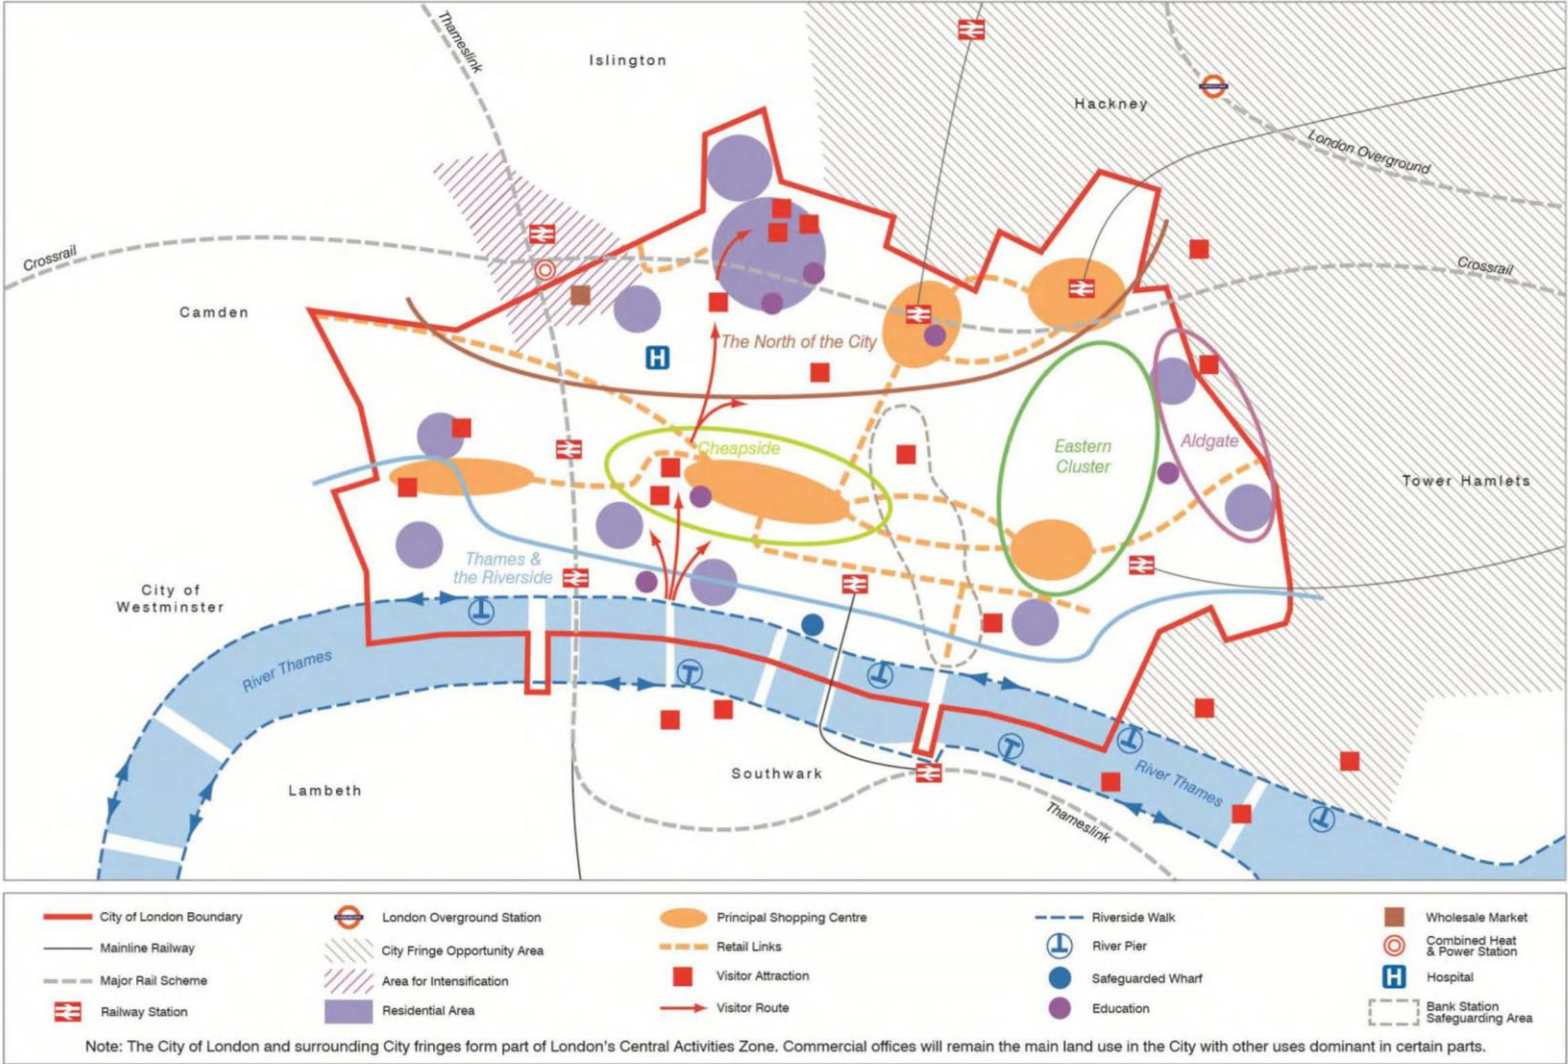 Thameslink
Islington
Hackney
London Overground
Crossrail
Crossrail
Camden
The North of the City
Cheapside
Eastern
Cluster
Aldgate
Tower Hamlets
Thames &
the Riverside
City of
Westminster
River Thames
Southwark
River Thames
Lambeth
Thameslink
City of London Boundary
Mainline Railway
Major Rail Scheme
Railway Station
London Overground Station
City Fringe Opportunity Area
Area for Intensification
Residential Area
Principal Shopping Centre
Retail Links
Visitor Attraction
Visitor Route
Riverside Walk
River Pier
Safeguarded Wharf
Education
Wholesale Market
Combined Heat
& Power Station
H
H Hospital
Bank Station
Safeguarding Area
Note: The City of London and surrounding City fringes form part of London's Central Activities Zone. Commercial offices will remain the main land use in the City with other uses dominant in certain parts.